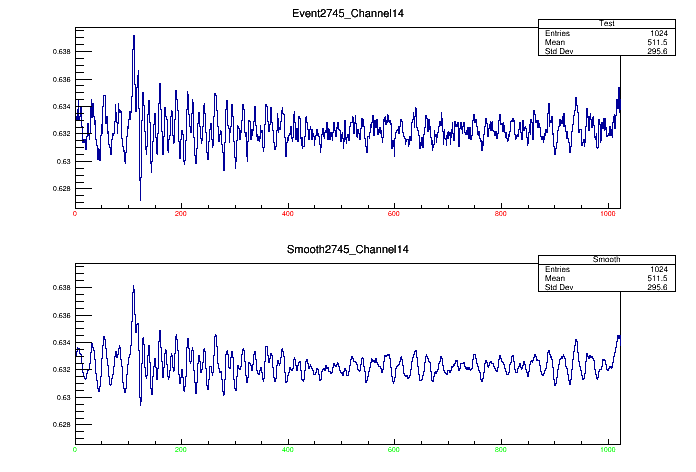 Event2745_Channel14
Test
Entries 1024
Mean 511.5
Std Dev 295.6
0.638
0.636
0.634
0.632
0.63
0.628
0 200 400 600 800 1000
Smooth2745_Channel14
Smooth
Entries 1024
Mean 511.5
Std Dev 295.6
0.638
0.636
0.634
0.632
0.63
0.628
0 200 400 600 800 1000